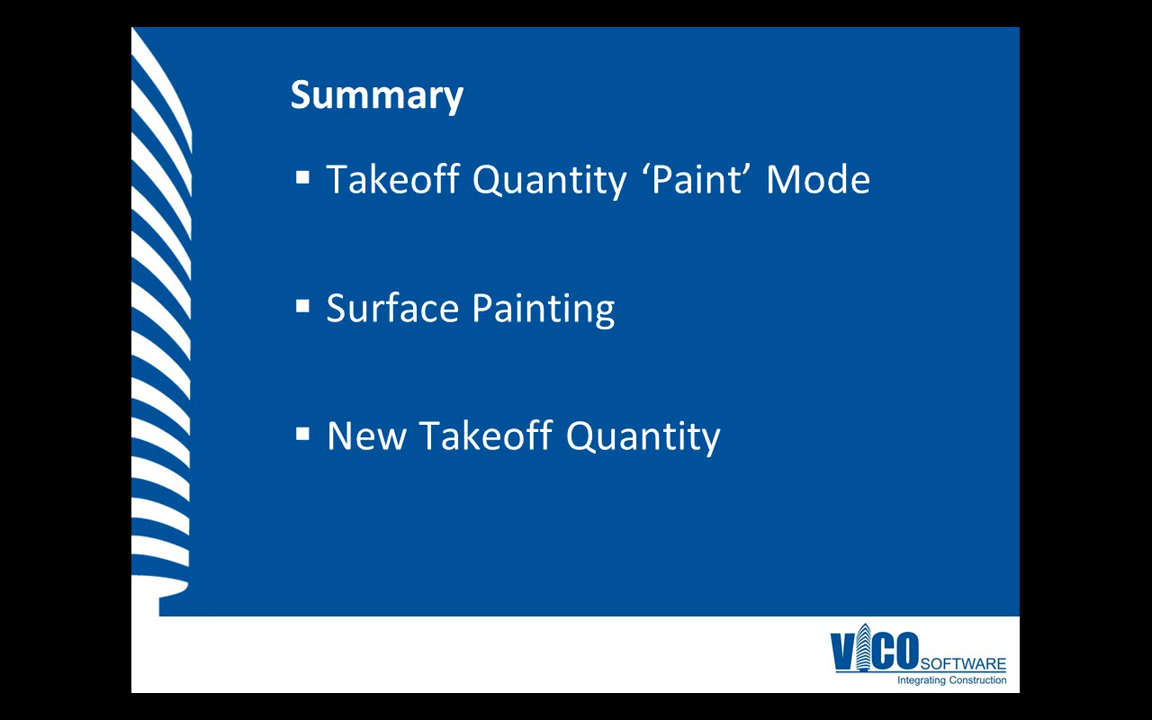 Summary
▪ Takeoff Quantity ‘Paint’ Mode
▪ Surface Painting
▪ New Takeoff Quantity
VICO SOFTWARE
Integrating Construction